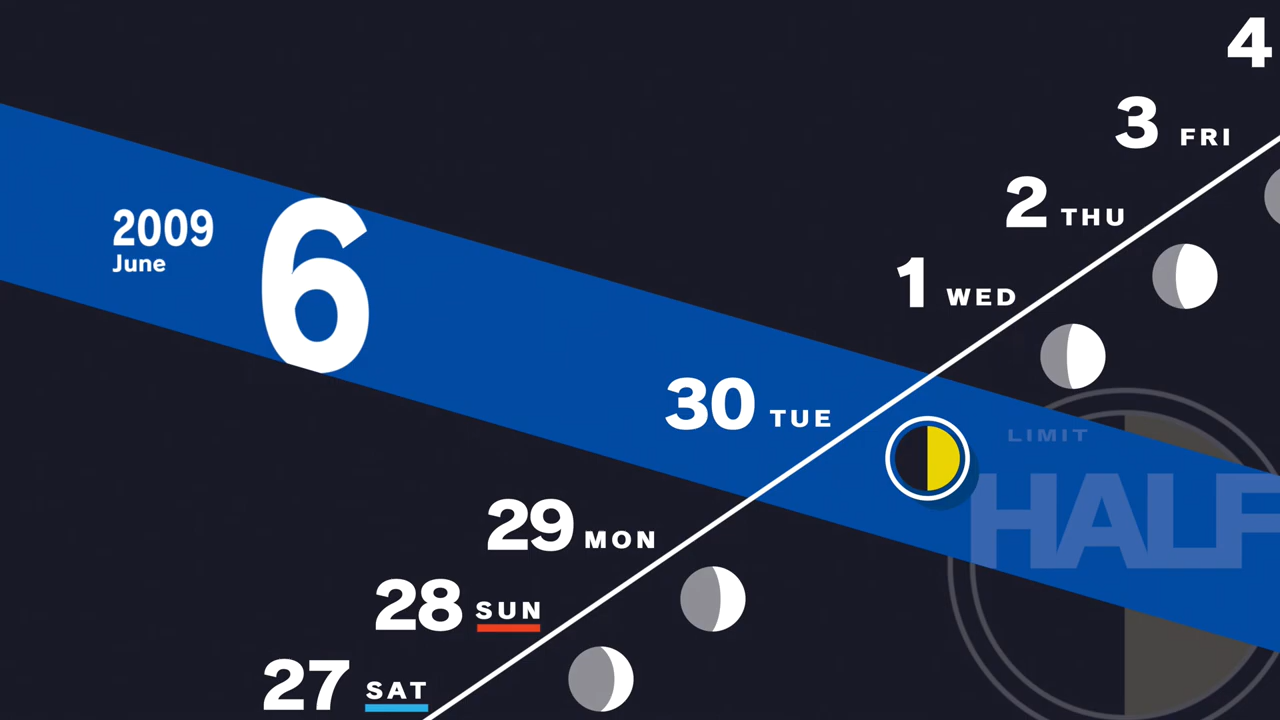 4
3 FRI
2 THU
1 WED
2009
June
6
30 TUE
LIMIT
HALF
29 MON
28 SUN
27 SAT